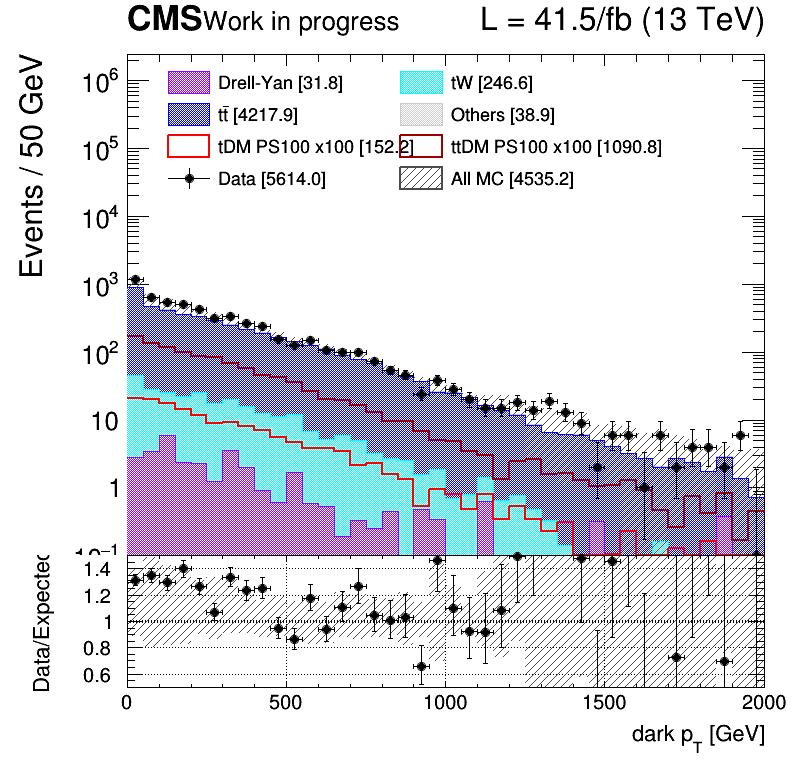 CMS Work in progress L = 41.5/fb (13 TeV)
Events / 50 GeV
10⁶
10⁵
10⁴
10³
10²
10
1
10⁻¹
Drell-Yan [31.8]
tW [246.6]
tt̄ [4217.9]
Others [38.9]
tDM PS100 x100 [152.2]
ttDM PS100 x100 [1090.8]
Data [5614.0]
All MC [4535.2]
Data/Expected
1.4
1.2
1
0.8
0.6
0 500 1000 1500 2000
dark p_T [GeV]